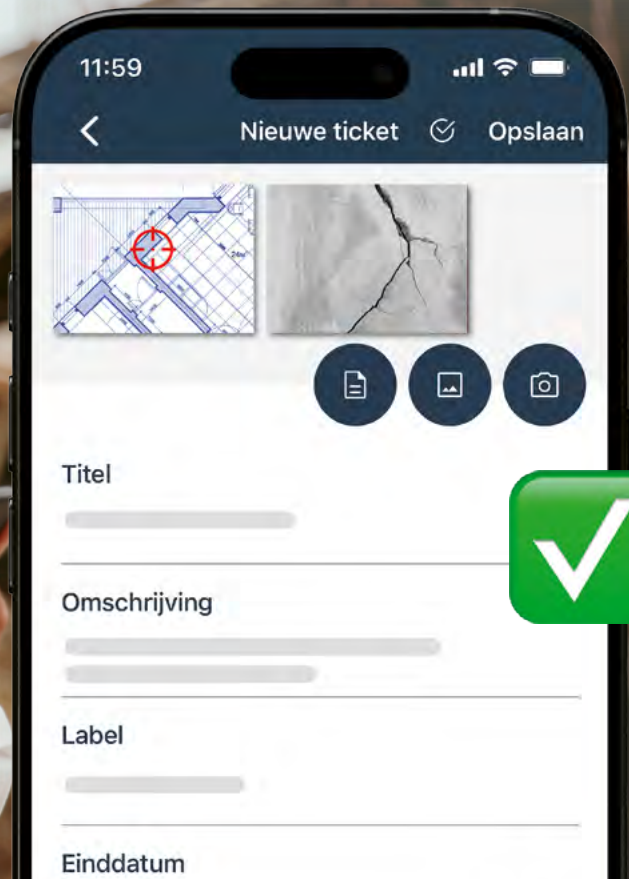 11:59
Nieuwe ticket Opslaan
Titel
Omschrijving
Label
Einddatum